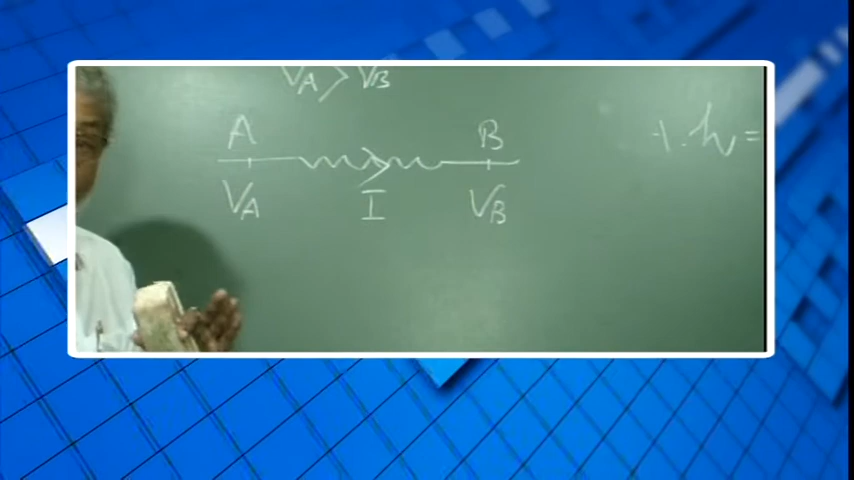 VA > VB
A B
VA I VB
h =